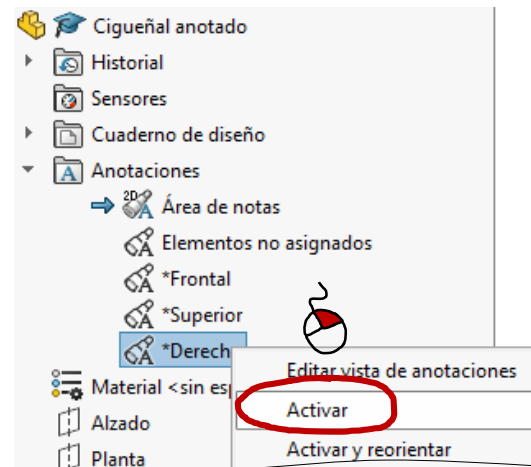 Cigueñal anotado
Historial
Sensores
Cuaderno de diseño
A Anotaciones
2D A Área de notas
A Elementos no asignados
A *Frontal
A *Superior
A *Derech
Editar vista de anotaciones
Material <sin esp
Activar
Alzado
Activar y reorientar
Planta